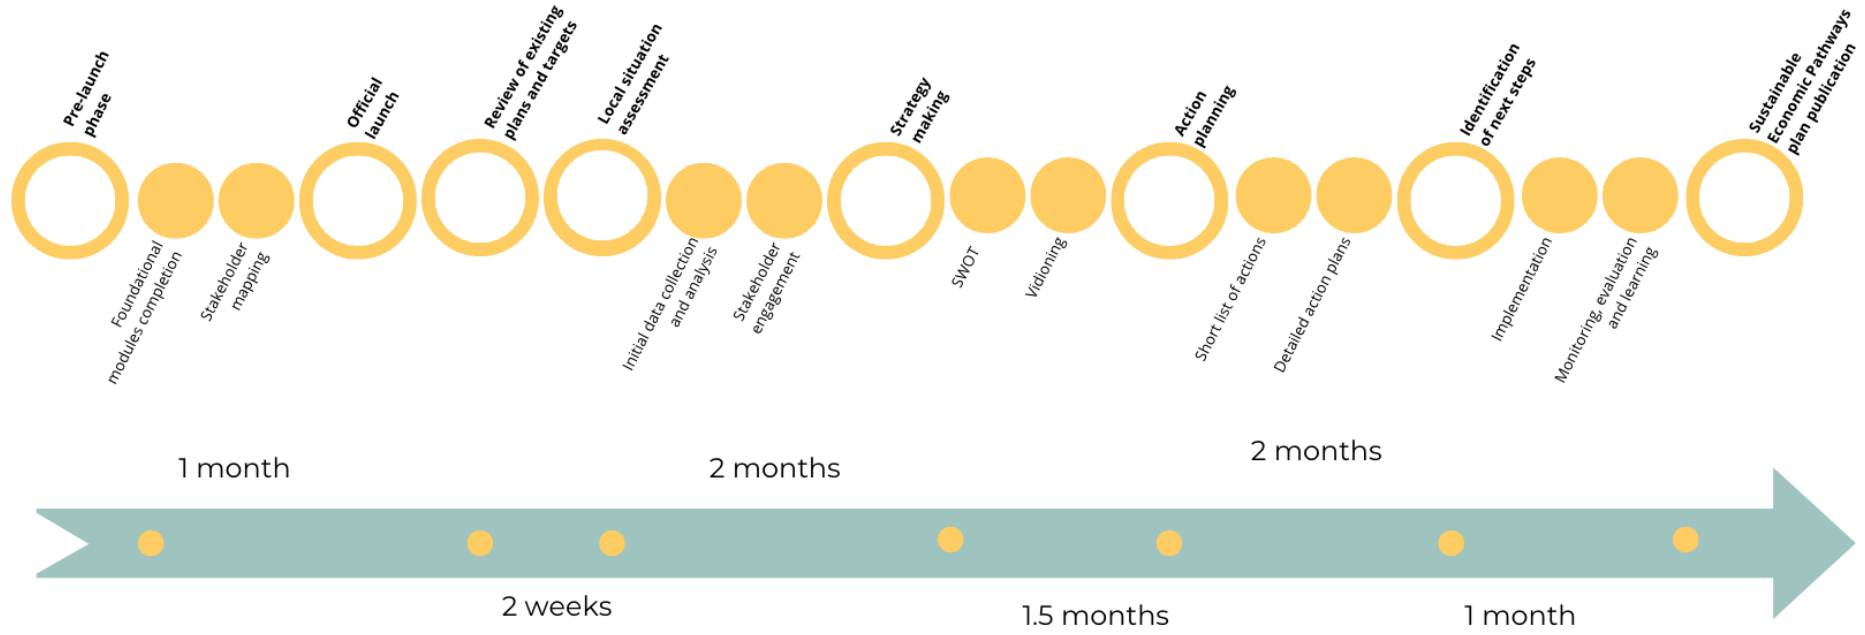 Pre-launch
phase
Official
launch
Review of existing
plans and targets
Local situation
assessment
Strategy
making
Action
planning
Identification
of next steps
Sustainable
Economic Pathways
plan publication
Foundational
modules completion
Stakeholder
mapping
Initial data collection
and analysis
Stakeholder
engagement
SWOT
Vidioning
Short list of actions
Detailed action plans
Implementation
Monitoring, evaluation
and learning
1 month
2 months
2 months
2 weeks
1.5 months
1 month